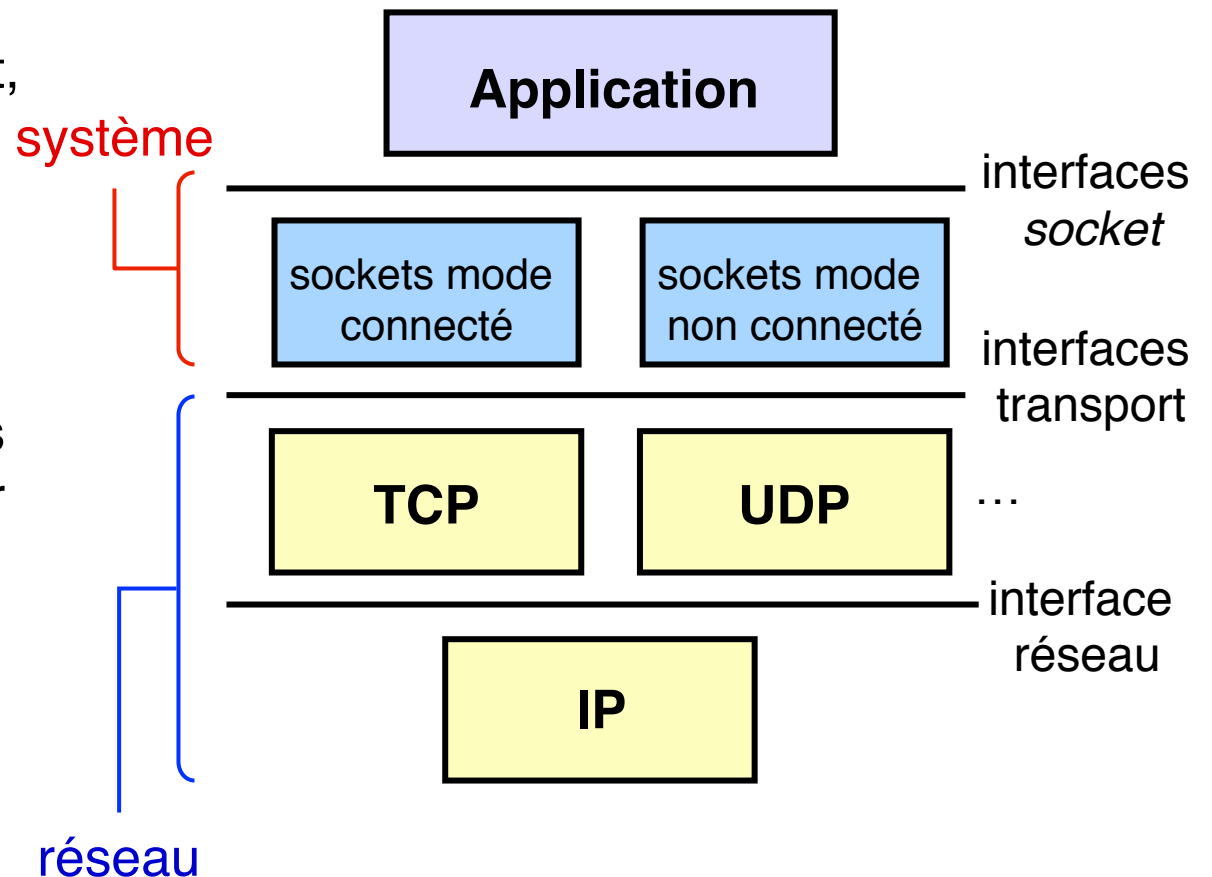 t,
Application
système
interfaces
socket
sockets mode
connecté
sockets mode
non connecté
interfaces
transport
s
r
TCP
UDP
…
interface
réseau
IP
réseau